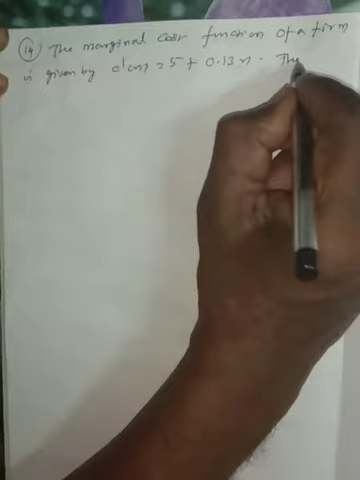 (14) The marginal cost function of a firm
is given by c'(x) = 5 + 0.13 x. The